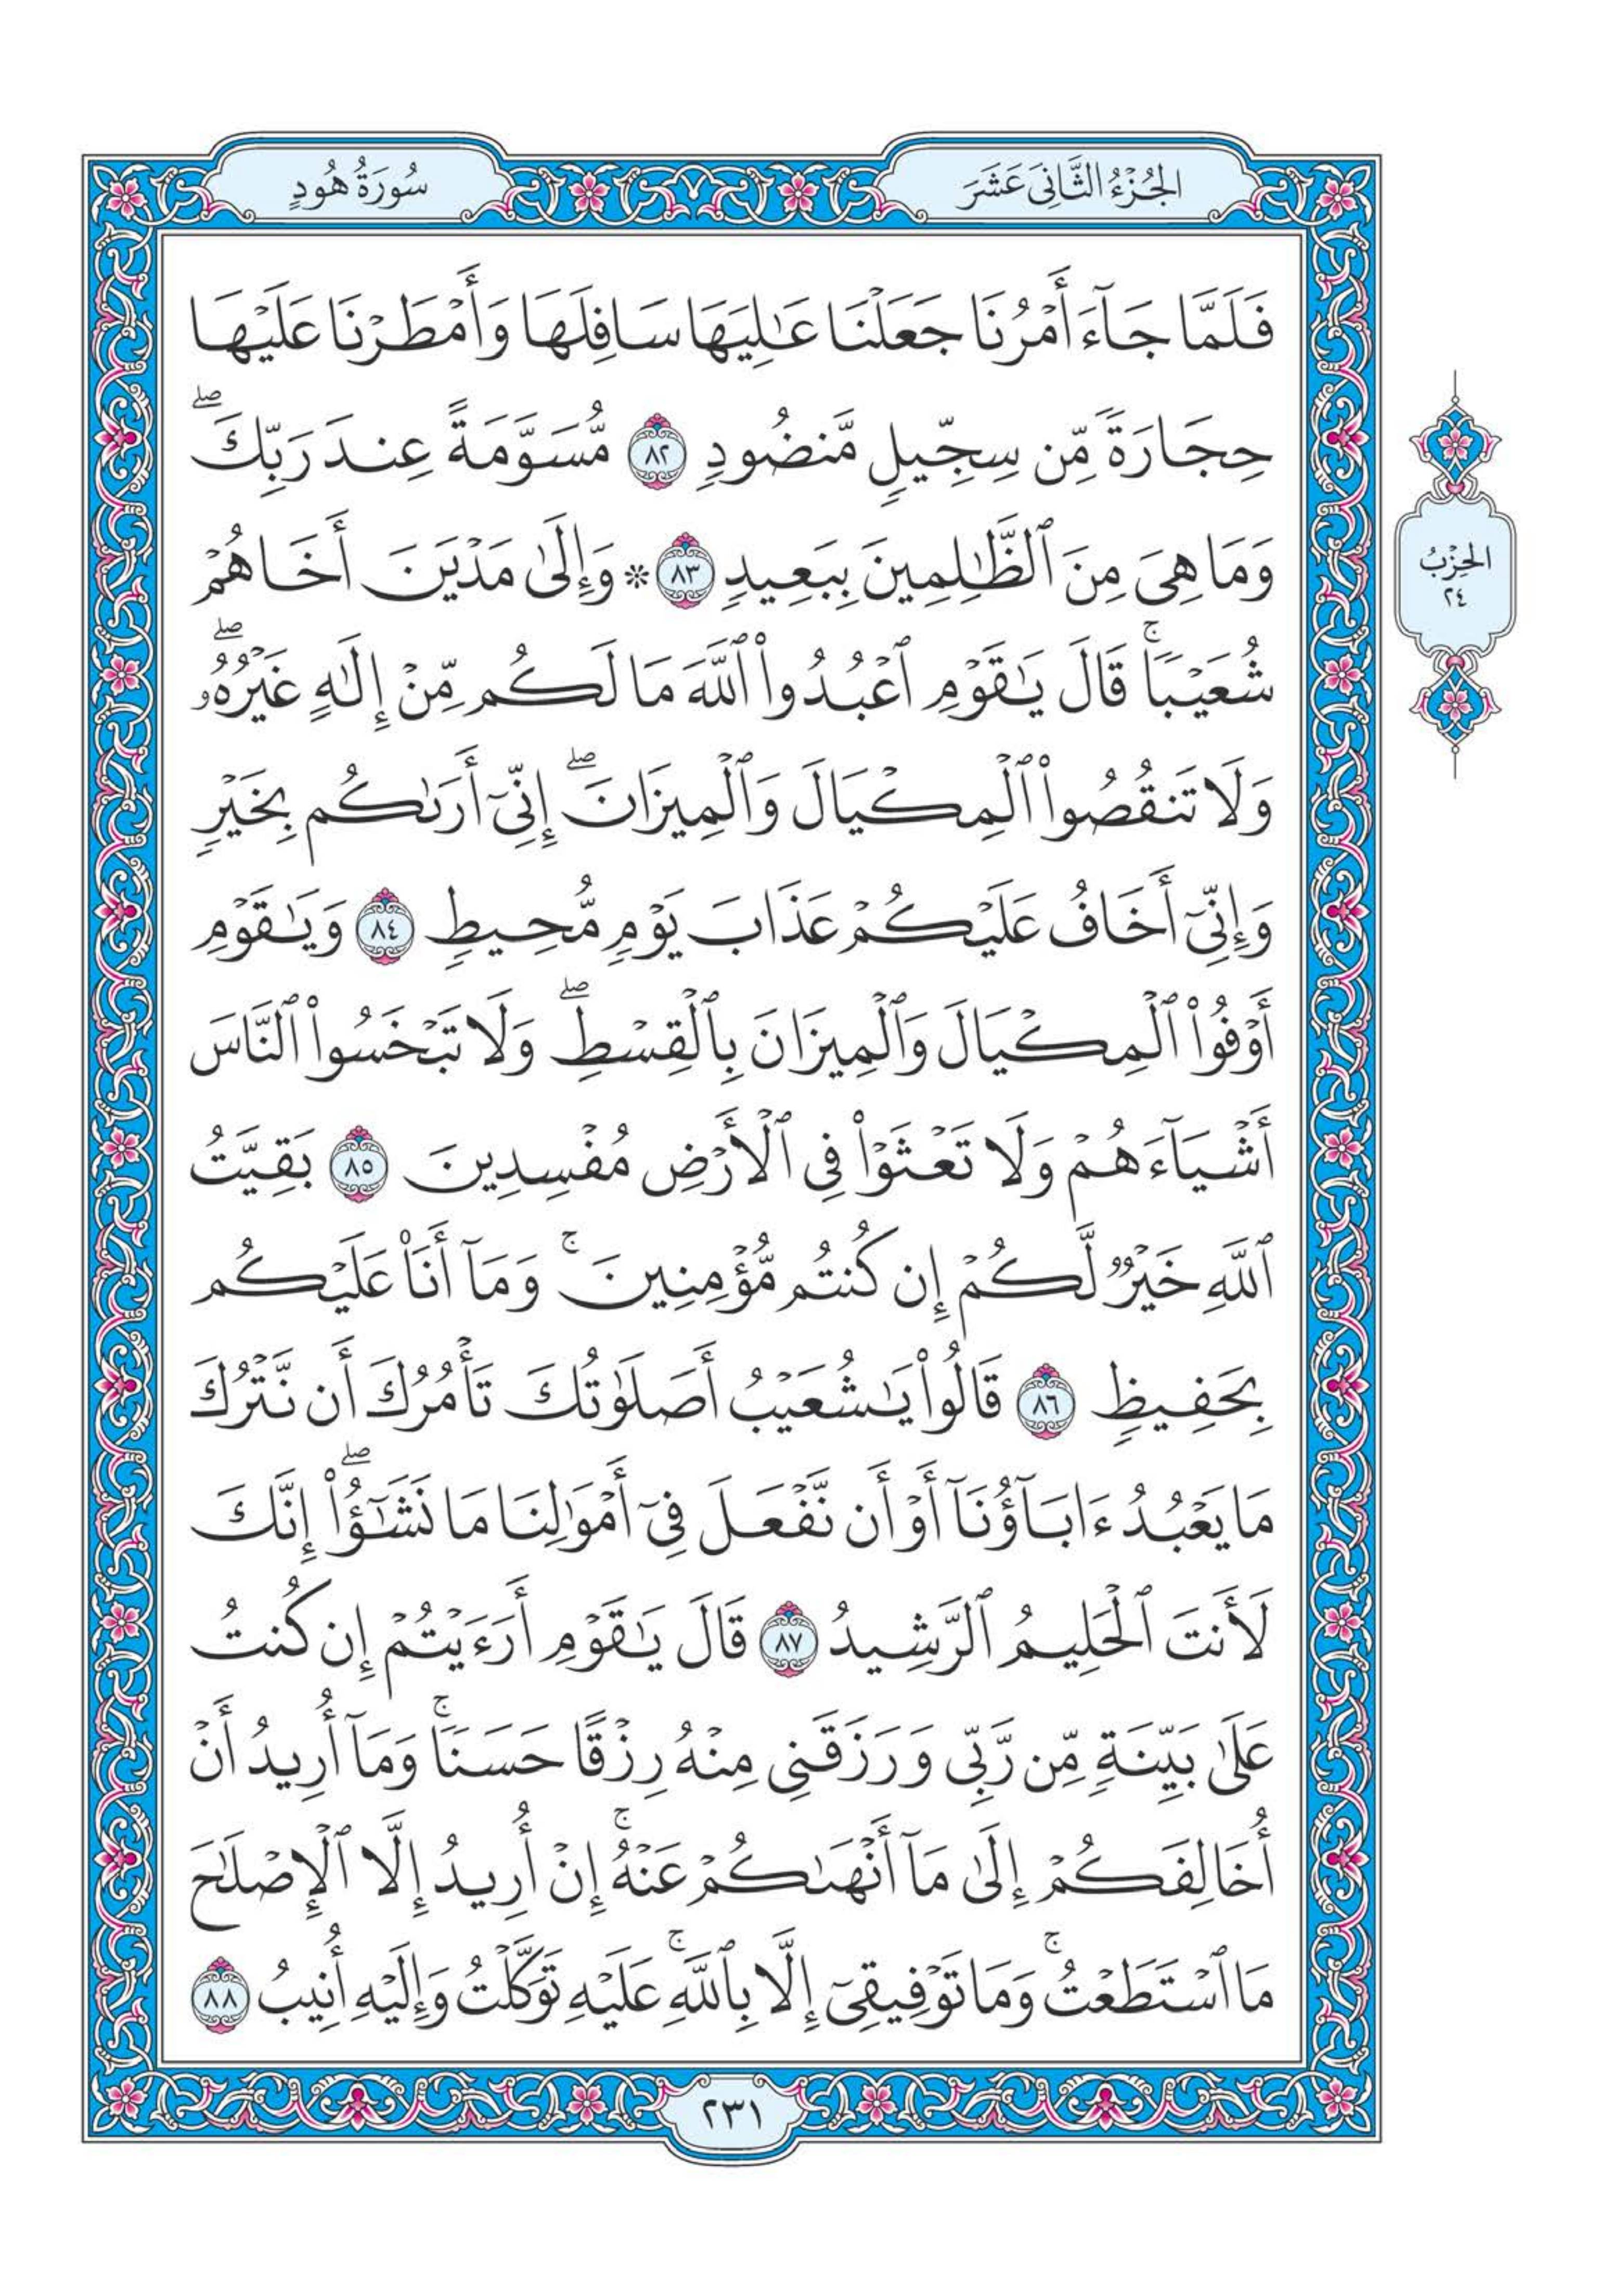 الجُزْءُ الثَّانِيَ عَشَرَ
سُورَةُ هُودٍ
فَلَمَّا جَآءَ أَمْرُنَا جَعَلْنَا عَٰلِيَهَا سَافِلَهَا وَأَمْطَرْنَا عَلَيْهَا
حِجَارَةً مِّن سِجِّيلٍ مَّنضُودٍ ٨٢ مُّسَوَّمَةً عِندَ رَبِّكَۖ
وَمَا هِيَ مِنَ ٱلظَّٰلِمِينَ بِبَعِيدٍ ٨٣ * وَإِلَىٰ مَدْيَنَ أَخَاهُمْ
شُعَيْبًاۚ قَالَ يَٰقَوْمِ ٱعْبُدُوا۟ ٱللَّهَ مَا لَكُم مِّنْ إِلَٰهٍ غَيْرُهُۥۖ
وَلَا تَنقُصُوا۟ ٱلْمِكْيَالَ وَٱلْمِيزَانَۖ إِنِّيٓ أَرَىٰكُم بِخَيْرٍ
وَإِنِّيٓ أَخَافُ عَلَيْكُمْ عَذَابَ يَوْمٍ مُّحِيطٍ ٨٤ وَيَٰقَوْمِ
أَوْفُوا۟ ٱلْمِكْيَالَ وَٱلْمِيزَانَ بِٱلْقِسْطِۖ وَلَا تَبْخَسُوا۟ ٱلنَّاسَ
أَشْيَآءَهُمْ وَلَا تَعْثَوْا۟ فِي ٱلْأَرْضِ مُفْسِدِينَ ٨٥ بَقِيَّتُ
ٱللَّهِ خَيْرٌ لَّكُمْ إِن كُنتُم مُّؤْمِنِينَۚ وَمَآ أَنَا۠ عَلَيْكُم
بِحَفِيظٍ ٨٦ قَالُوا۟ يَٰشُعَيْبُ أَصَلَوٰتُكَ تَأْمُرُكَ أَن نَّتْرُكَ
مَا يَعْبُدُ ءَابَآؤُنَآ أَوْ أَن نَّفْعَلَ فِيٓ أَمْوَٰلِنَا مَا نَشَٰٓؤُا۟ۖ إِنَّكَ
لَأَنتَ ٱلْحَلِيمُ ٱلرَّشِيدُ ٨٧ قَالَ يَٰقَوْمِ أَرَءَيْتُمْ إِن كُنتُ
عَلَىٰ بَيِّنَةٍ مِّن رَّبِّي وَرَزَقَنِي مِنْهُ رِزْقًا حَسَنًاۚ وَمَآ أُرِيدُ أَنْ
أُخَالِفَكُمْ إِلَىٰ مَآ أَنْهَىٰكُمْ عَنْهُۚ إِنْ أُرِيدُ إِلَّا ٱلْإِصْلَٰحَ
مَا ٱسْتَطَعْتُۚ وَمَا تَوْفِيقِيٓ إِلَّا بِٱللَّهِۚ عَلَيْهِ تَوَكَّلْتُ وَإِلَيْهِ أُنِيبُ ٨٨
الحِزْبُ
٢٤
٢٣١